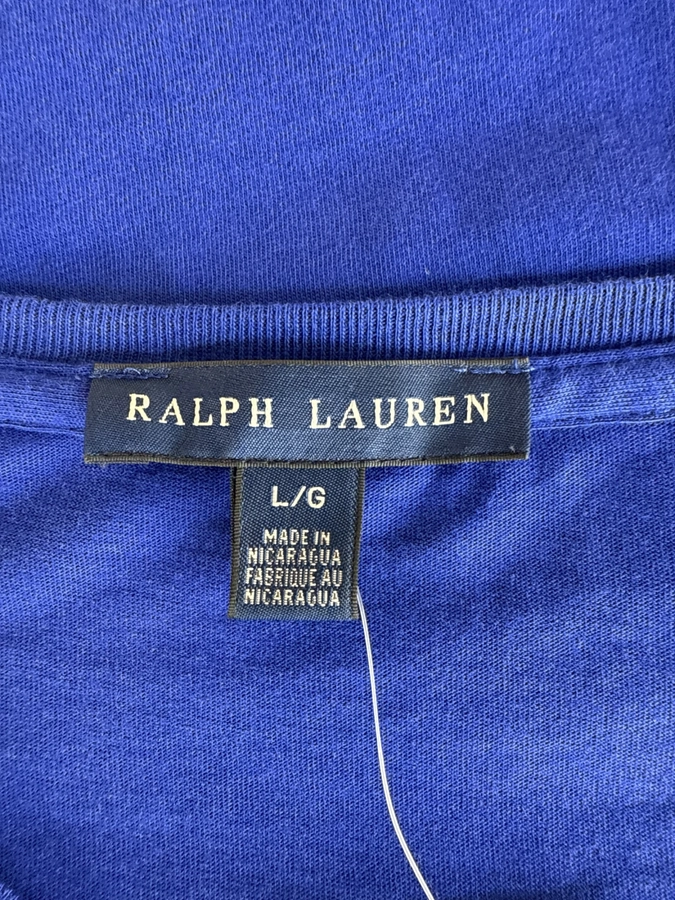 RALPH LAUREN
L/G
MADE IN
NICARAGUA
FABRIQUE AU
NICARAGUA